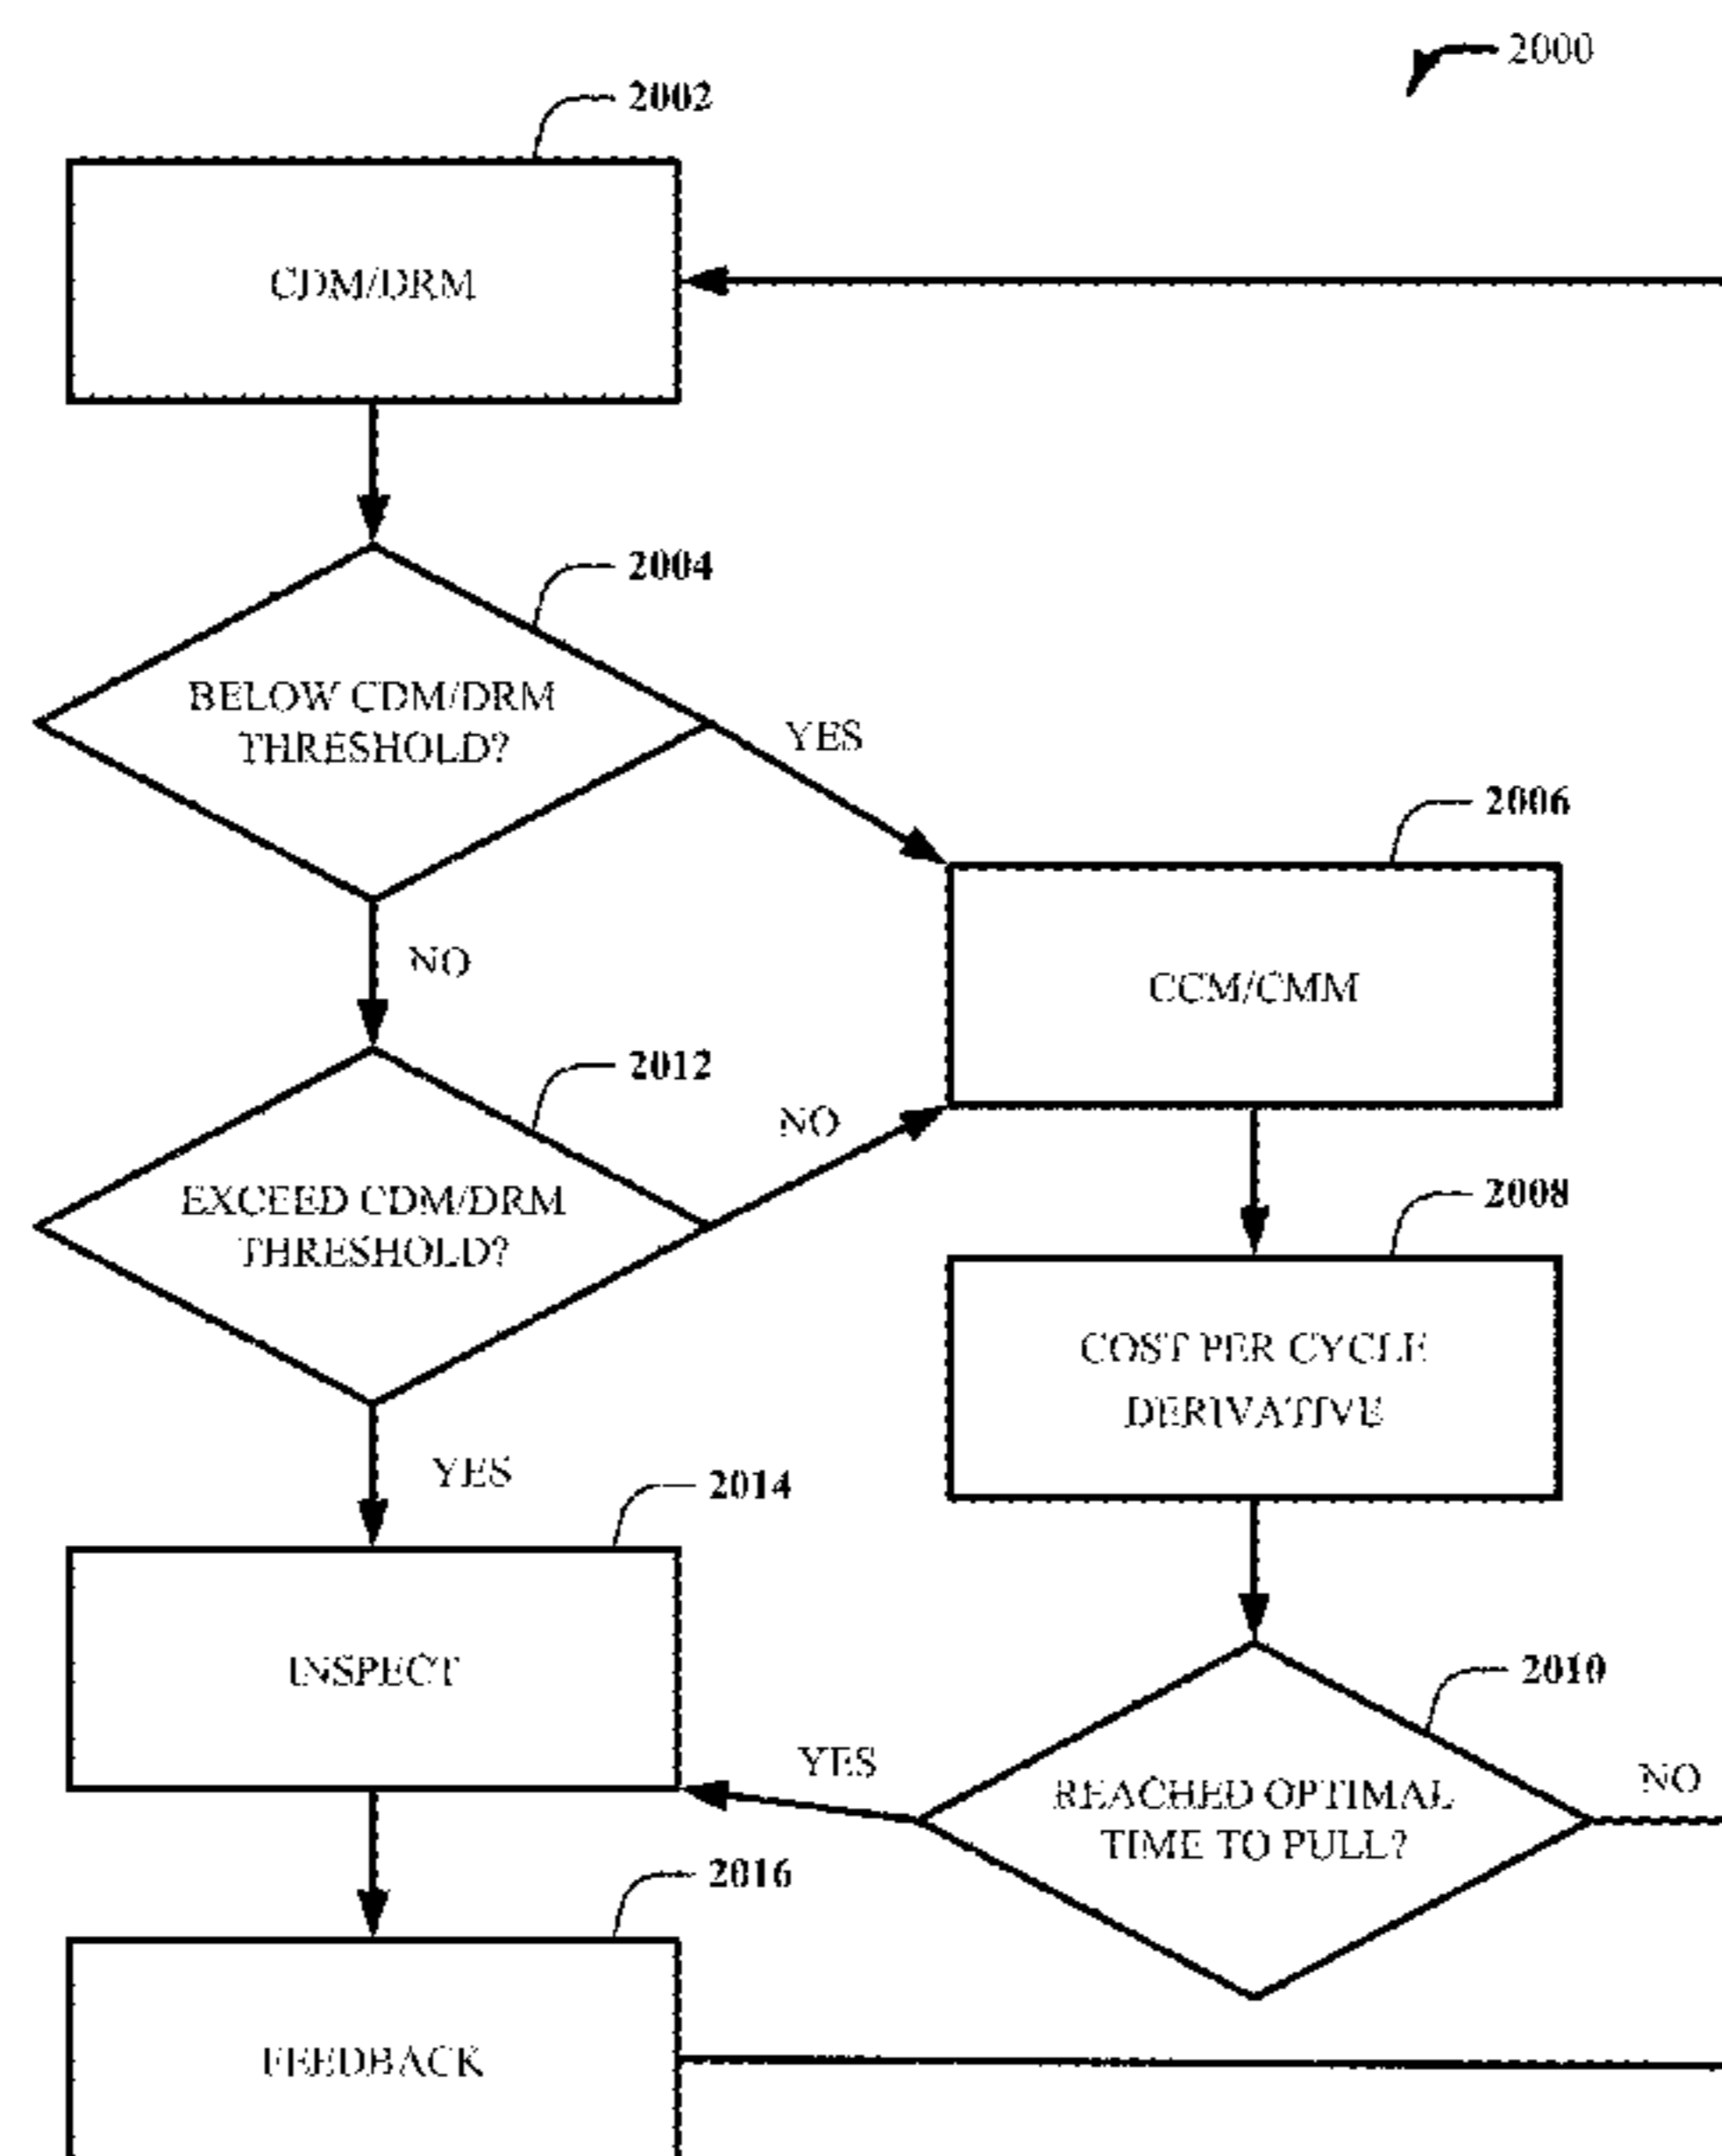 2000
2002
CDM/DRM
2004
BELOW CDM/DRM
THRESHOLD?
YES
2006
NO
CCM/CMM
2012
NO
EXCEED CDM/DRM
THRESHOLD?
2008
COST PER CYCLE
DERIVATIVE
YES
2014
INSPECT
2010
YES
REACHED OPTIMAL
TIME TO PULL?
NO
2016
FEEDBACK